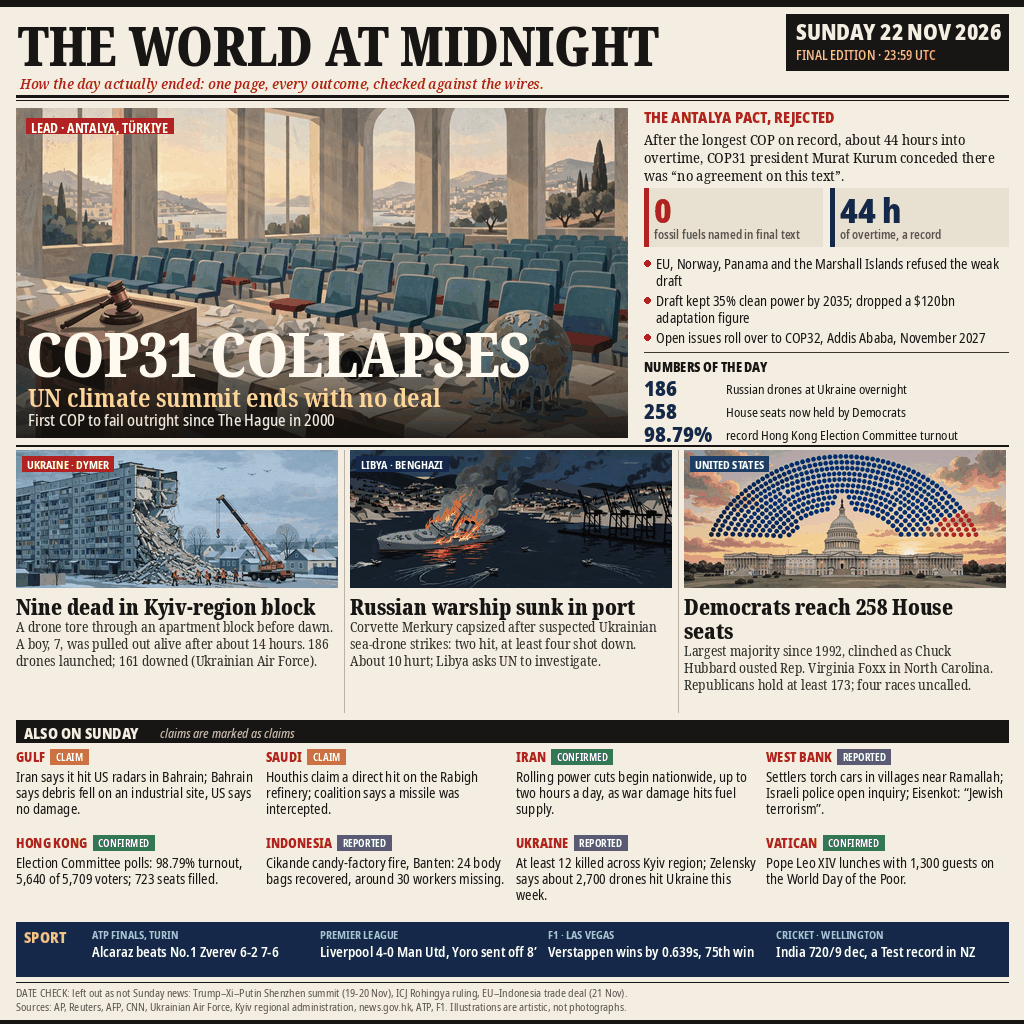 THE WORLD AT MIDNIGHT
How the day actually ended: one page, every outcome, checked against the wires.
SUNDAY 22 NOV 2026
FINAL EDITION · 23:59 UTC
LEAD · ANTALYA, TÜRKIYE
COP31 COLLAPSES
UN climate summit ends with no deal
First COP to fail outright since The Hague in 2000
THE ANTALYA PACT, REJECTED
After the longest COP on record, about 44 hours into
overtime, COP31 president Murat Kurum conceded there
was “no agreement on this text”.
0
fossil fuels named in final text
44 h
of overtime, a record
EU, Norway, Panama and the Marshall Islands refused the weak
draft
Draft kept 35% clean power by 2035; dropped a $120bn
adaptation figure
Open issues roll over to COP32, Addis Ababa, November 2027
NUMBERS OF THE DAY
186 Russian drones at Ukraine overnight
258 House seats now held by Democrats
98.79% record Hong Kong Election Committee turnout
UKRAINE · DYMER
Nine dead in Kyiv-region block
A drone tore through an apartment block before dawn.
A boy, 7, was pulled out alive after about 14 hours. 186
drones launched; 161 downed (Ukrainian Air Force).
LIBYA · BENGHAZI
Russian warship sunk in port
Corvette Merkury capsized after suspected Ukrainian
sea-drone strikes: two hit, at least four shot down.
About 10 hurt; Libya asks UN to investigate.
UNITED STATES
Democrats reach 258 House
seats
Largest majority since 1992, clinched as Chuck
Hubbard ousted Rep. Virginia Foxx in North Carolina.
Republicans hold at least 173; four races uncalled.
ALSO ON SUNDAY claims are marked as claims
GULF CLAIM
Iran says it hit US radars in Bahrain; Bahrain
says debris fell on an industrial site, US says
no damage.
SAUDI CLAIM
Houthis claim a direct hit on the Rabigh
refinery; coalition says a missile was
intercepted.
IRAN CONFIRMED
Rolling power cuts begin nationwide, up to
two hours a day, as war damage hits fuel
supply.
WEST BANK REPORTED
Settlers torch cars in villages near Ramallah;
Israeli police open inquiry; Eisenkot: “Jewish
terrorism”.
HONG KONG CONFIRMED
Election Committee polls: 98.79% turnout,
5,640 of 5,709 voters; 723 seats filled.
INDONESIA REPORTED
Cikande candy-factory fire, Banten: 24 body
bags recovered, around 30 workers missing.
UKRAINE REPORTED
At least 12 killed across Kyiv region; Zelensky
says about 2,700 drones hit Ukraine this
week.
VATICAN CONFIRMED
Pope Leo XIV lunches with 1,300 guests on
the World Day of the Poor.
SPORT
ATP FINALS, TURIN
Alcaraz beats No.1 Zverev 6-2 7-6
PREMIER LEAGUE
Liverpool 4-0 Man Utd, Yoro sent off 8’
F1 · LAS VEGAS
Verstappen wins by 0.639s, 75th win
CRICKET · WELLINGTON
India 720/9 dec, a Test record in NZ
DATE CHECK: left out as not Sunday news: Trump–Xi–Putin Shenzhen summit (19-20 Nov), ICJ Rohingya ruling, EU–Indonesia trade deal (21 Nov).
Sources: AP, Reuters, AFP, CNN, Ukrainian Air Force, Kyiv regional administration, news.gov.hk, ATP, F1. Illustrations are artistic, not photographs.